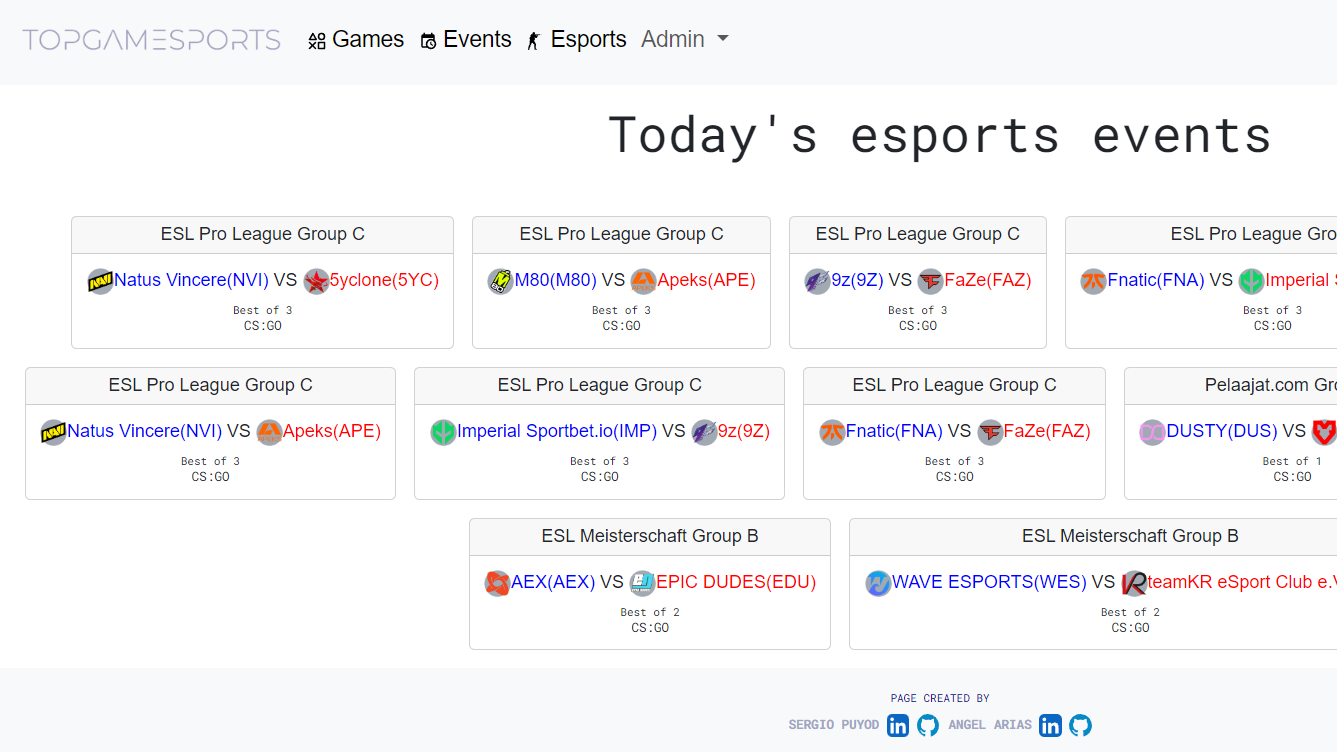 TOPGAMESPORTS Games Events Esports Admin
Today's esports events
ESL Pro League Group C
Natus Vincere(NVI) VS 5yclone(5YC)
Best of 3
CS:GO
ESL Pro League Group C
M80(M80) VS Apeks(APE)
Best of 3
CS:GO
ESL Pro League Group C
9z(9Z) VS FaZe(FAZ)
Best of 3
CS:GO
ESL Pro League Gro
Fnatic(FNA) VS Imperial
Best of 3
CS:GO
ESL Pro League Group C
Natus Vincere(NVI) VS Apeks(APE)
Best of 3
CS:GO
ESL Pro League Group C
Imperial Sportbet.io(IMP) VS 9z(9Z)
Best of 3
CS:GO
ESL Pro League Group C
Fnatic(FNA) VS FaZe(FAZ)
Best of 3
CS:GO
Pelaajat.com Gro
DUSTY(DUS) VS
Best of 1
CS:GO
ESL Meisterschaft Group B
AEX(AEX) VS EPIC DUDES(EDU)
Best of 2
CS:GO
ESL Meisterschaft Group B
WAVE ESPORTS(WES) VS teamKR eSport Club e.V
Best of 2
CS:GO
PAGE CREATED BY
SERGIO PUYOD in ANGEL ARIAS in